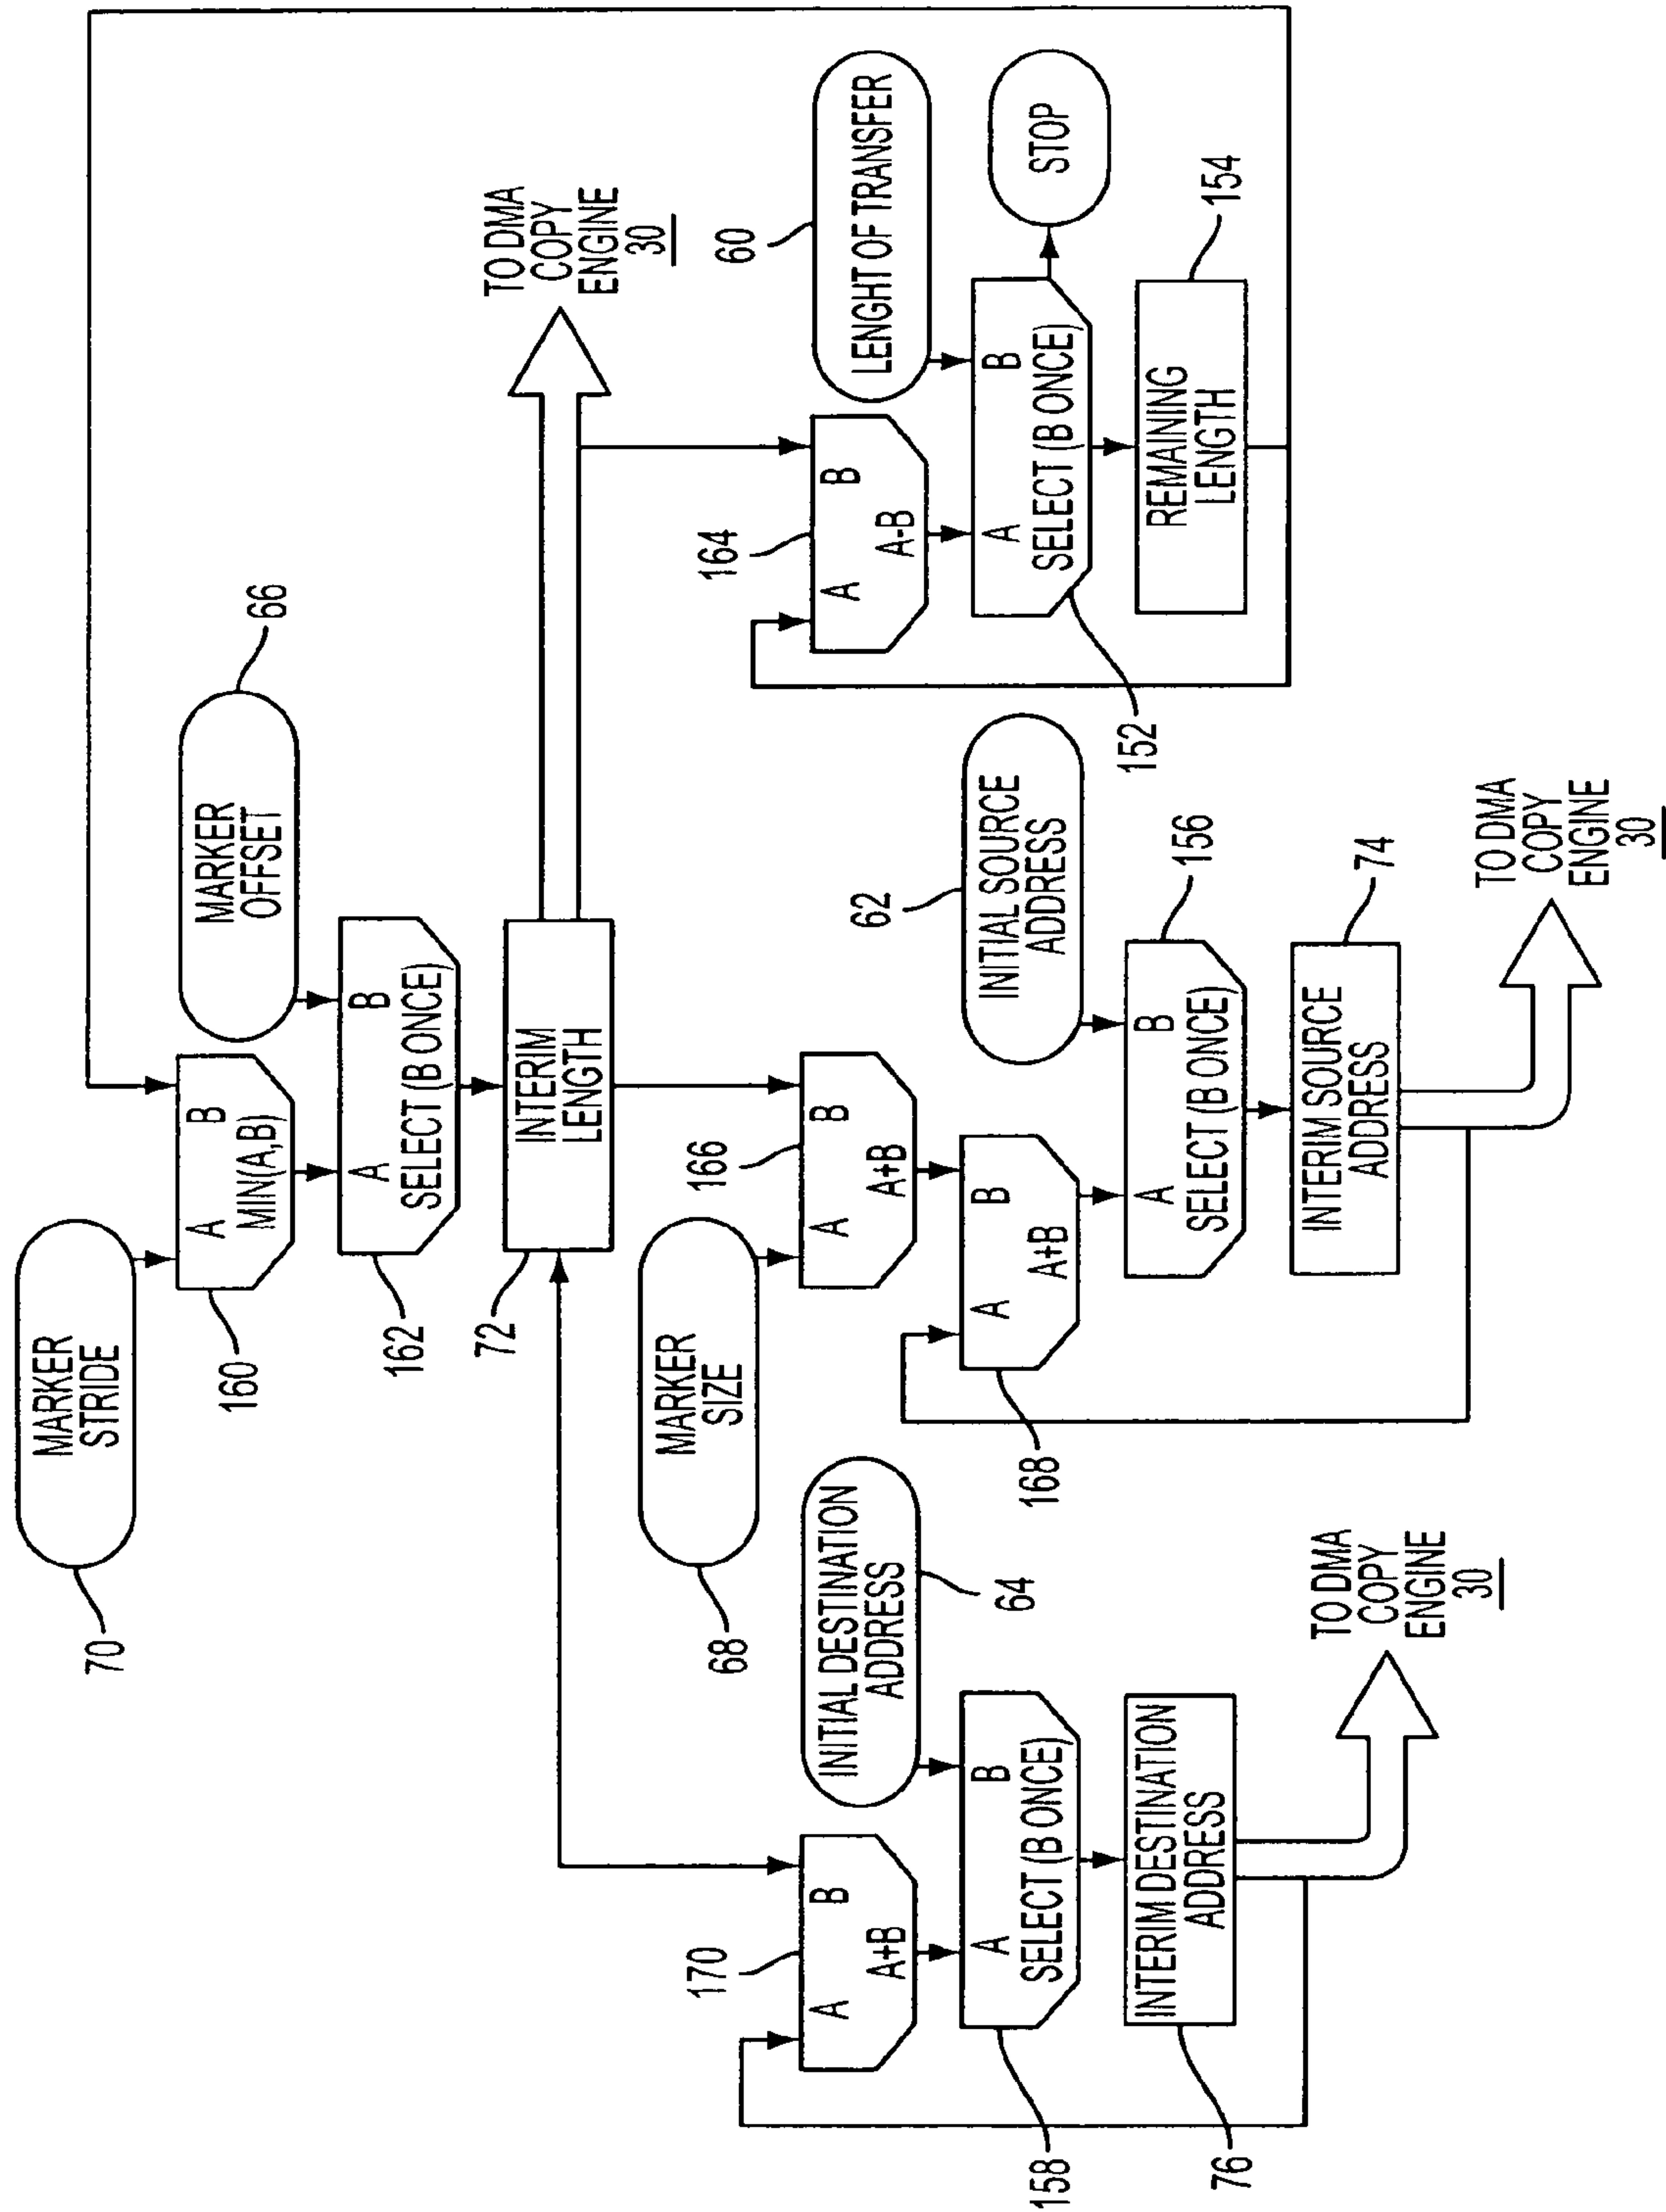 70
MARKER
STRIDE
A
B
MIN(A,B)
160
MARKER
OFFSET
66
A
B
SELECT (B ONCE)
162
INTERIM
LENGTH
72
TO DMA
COPY
ENGINE
30
MARKER
SIZE
68
A
B
A+B
166
A
B
A+B
168
INITIAL SOURCE
ADDRESS
62
A
B
SELECT (B ONCE)
156
INTERIM SOURCE
ADDRESS
74
TO DMA
COPY
ENGINE
30
A
B
A-B
164
LENGHT OF TRANSFER
60
A
B
SELECT (B ONCE)
152
STOP
REMAINING
LENGTH
154
A
B
A+B
170
INITIAL DESTINATION
ADDRESS
64
A
B
SELECT (B ONCE)
158
INTERIM DESTINATION
ADDRESS
76
TO DMA
COPY
ENGINE
30